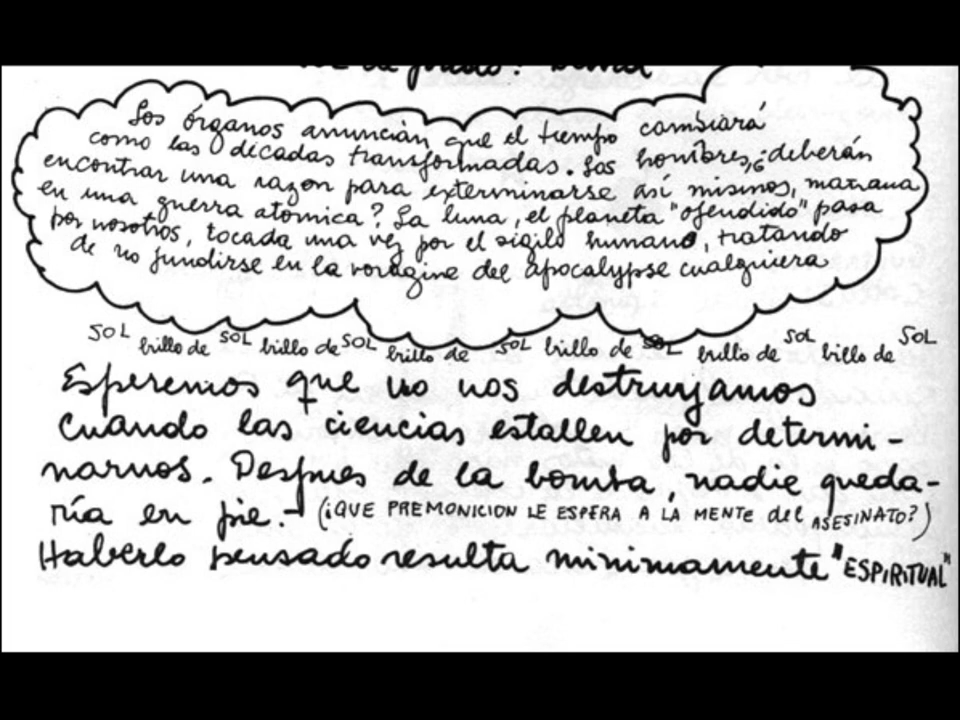 Los órganos anuncian que el tiempo cambiará
como las décadas transformadas. Los hombres, ¿deberán
encontrar una razon para exterminarse así mismos, mañana
en una guerra atomica? La luna, el planeta "ofendido" pasa
por nosotros, tocada una vez por el sigilo humano, tratando
de no fundirse en la voragine del apocalypse cualquiera
SOL brillo de SOL brillo de SOL brillo de SOL brillo de SOL brillo de SOL brillo de SOL
Esperemos que no nos destruyamos
cuando las ciencias estallen por determi-
narnos. Despues de la bomba, nadie queda-
ría en pie.- (¡QUE PREMONICION LE ESPERA A LA MENTE del ASESINATO?)
Haberlo pensado resulta minimamente "ESPIRITUAL"